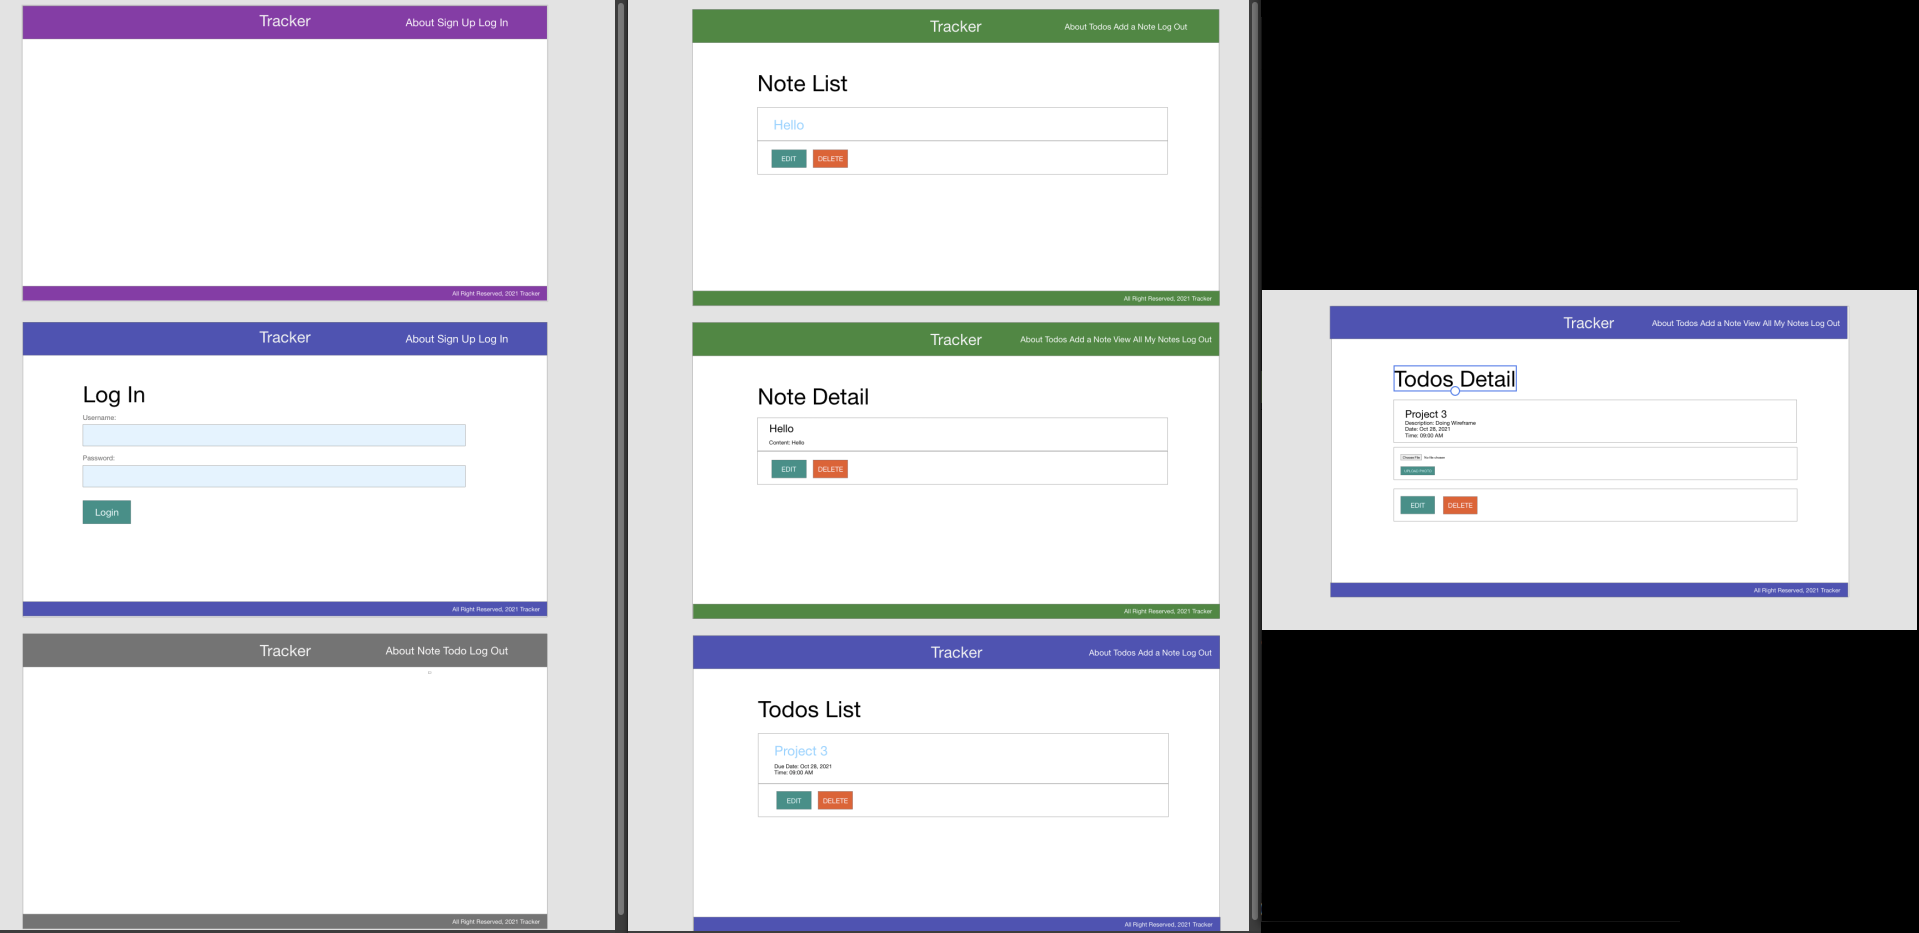 Tracker
About Sign Up Log In
All Right Reserved, 2021 Tracker
Tracker
About Sign Up Log In
Log In
Username:
Password:
Login
All Right Reserved, 2021 Tracker
Tracker
About Note Todo Log Out
All Right Reserved, 2021 Tracker
Tracker
About Todos Add a Note Log Out
Note List
Hello
EDIT DELETE
All Right Reserved, 2021 Tracker
Tracker
About Todos Add a Note View All My Notes Log Out
Note Detail
Hello
Content: Hello
EDIT DELETE
All Right Reserved, 2021 Tracker
Tracker
About Todos Add a Note Log Out
Todos List
Project 3
Due Date: Oct 28, 2021
Time: 09:00 AM
EDIT DELETE
All Right Reserved, 2021 Tracker
Tracker
About Todos Add a Note View All My Notes Log Out
Todos Detail
Project 3
Description: Doing Wireframe
Date: Oct 28, 2021
Time: 09:00 AM
Choose File No file chosen
UPLOAD PHOTO
EDIT DELETE
All Right Reserved, 2021 Tracker